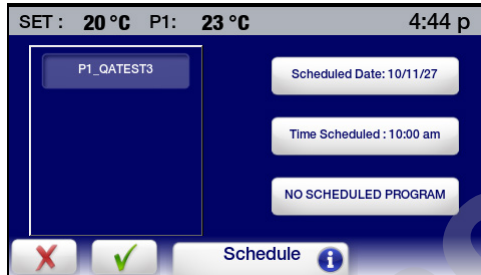 SET : 20 °C P1: 23 °C 4:44 p
P1_QATEST3
Scheduled Date: 10/11/27
Time Scheduled : 10:00 am
NO SCHEDULED PROGRAM
Schedule